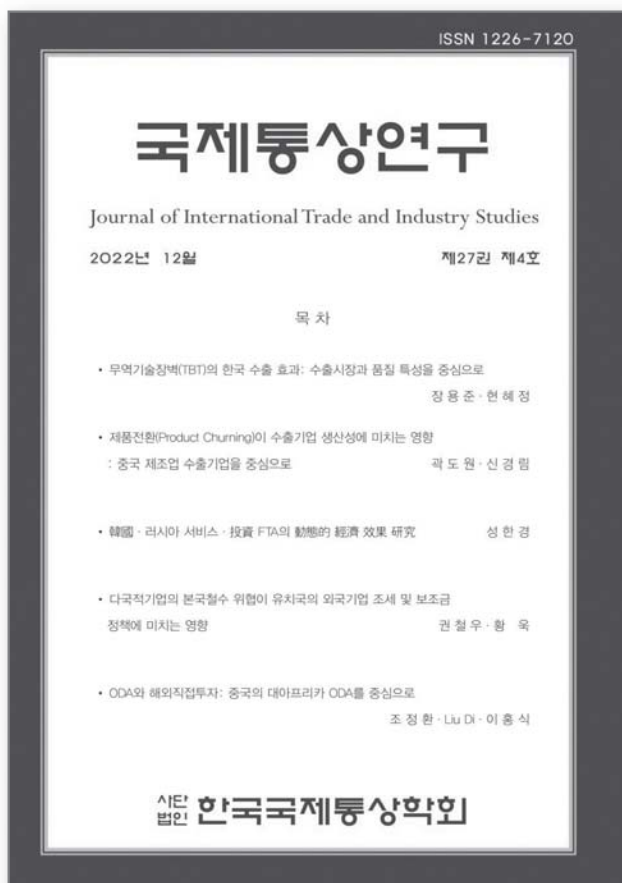 ISSN 1226-7120
국제통상연구
Journal of International Trade and Industry Studies
2022년 12월 제27권 제4호
목 차
• 무역기술장벽(TBT)의 한국 수출 효과: 수출시장과 품질 특성을 중심으로
장 용 준 · 현 혜 정
• 제품전환(Product Churning)이 수출기업 생산성에 미치는 영향
: 중국 제조업 수출기업을 중심으로 곽 도 원 · 신 경 림
• 韓國 · 러시아 서비스 · 投資 FTA의 動態的 經濟 效果 研究 성 한 경
• 다국적기업의 본국철수 위협이 유치국의 외국기업 조세 및 보조금
정책에 미치는 영향 권 철 우 · 황 욱
• ODA와 해외직접투자: 중국의 대아프리카 ODA를 중심으로
조 정 환 · Liu Di · 이 홍 식
사단
법인 한국국제통상학회